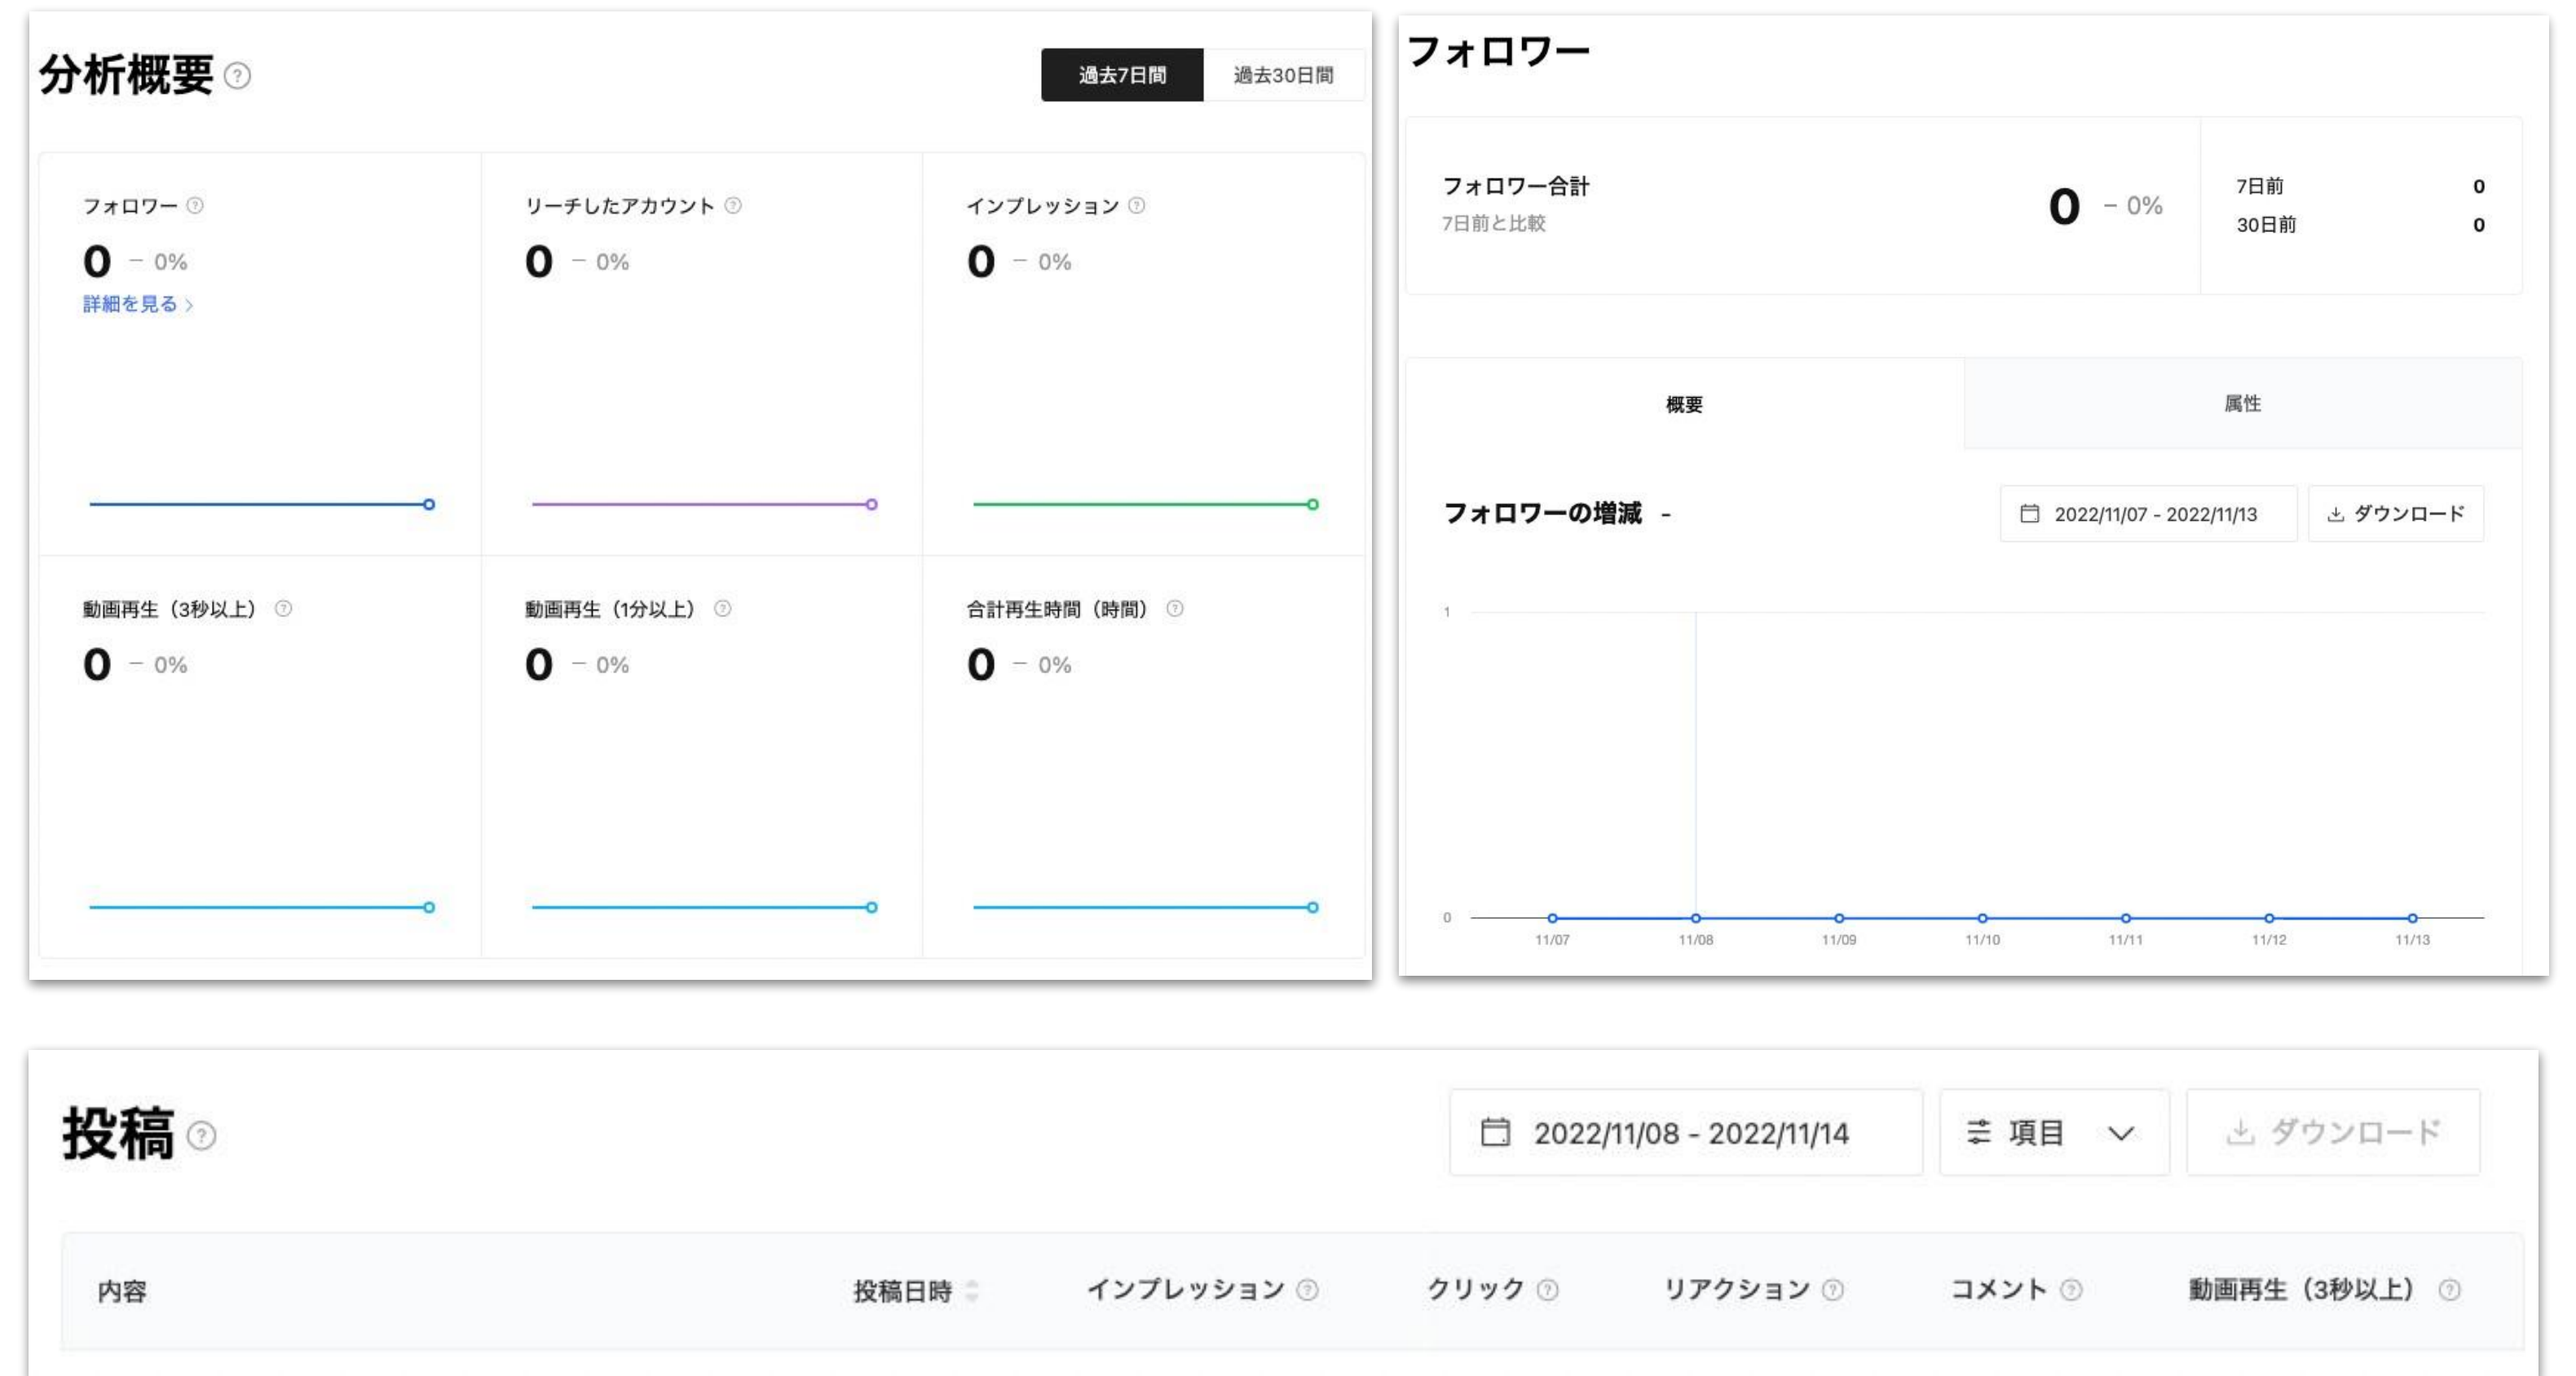 分析概要
過去7日間 過去30日間
フォロワー
0 − 0%
詳細を見る
リーチしたアカウント
0 − 0%
インプレッション
0 − 0%
動画再生（3秒以上）
0 − 0%
動画再生（1分以上）
0 − 0%
合計再生時間（時間）
0 − 0%
フォロワー
フォロワー合計
7日前と比較
0 − 0%
7日前 0
30日前 0
概要 属性
フォロワーの増減 -
2022/11/07 - 2022/11/13 ダウンロード
1
0
11/07 11/08 11/09 11/10 11/11 11/12 11/13
投稿
2022/11/08 - 2022/11/14 項目 ダウンロード
内容 投稿日時 インプレッション クリック リアクション コメント 動画再生（3秒以上）